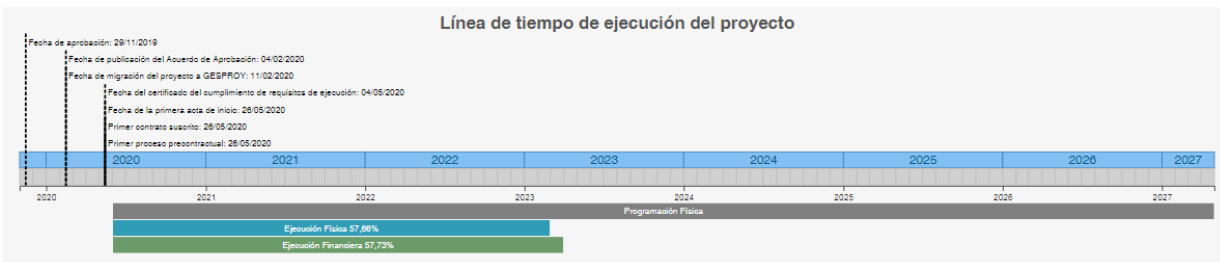 Línea de tiempo de ejecución del proyecto
Fecha de aprobación: 29/11/2019
Fecha de publicación del Acuerdo de Aprobación: 04/02/2020
Fecha de migración del proyecto a GESPROY: 11/02/2020
Fecha del certificado del cumplimiento de requisitos de ejecución: 04/05/2020
Fecha de la primera acta de inicio: 26/05/2020
Primer contrato suscrito: 26/05/2020
Primer proceso precontractual: 26/05/2020
2020 2021 2022 2023 2024 2025 2026 2027
2020 2021 2022 2023 2024 2025 2026 2027
Programación Física
Ejecución Física 57,66%
Ejecución Financiera 57,73%